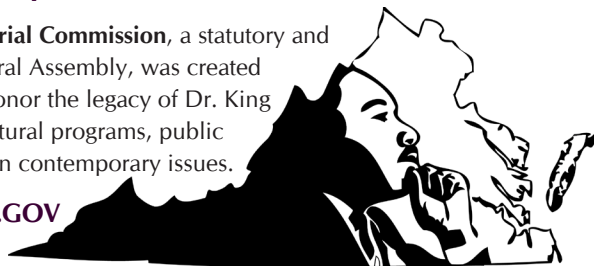 rial Commission, a statutory and
ral Assembly, was created
onor the legacy of Dr. King
tural programs, public
n contemporary issues.
.GOV